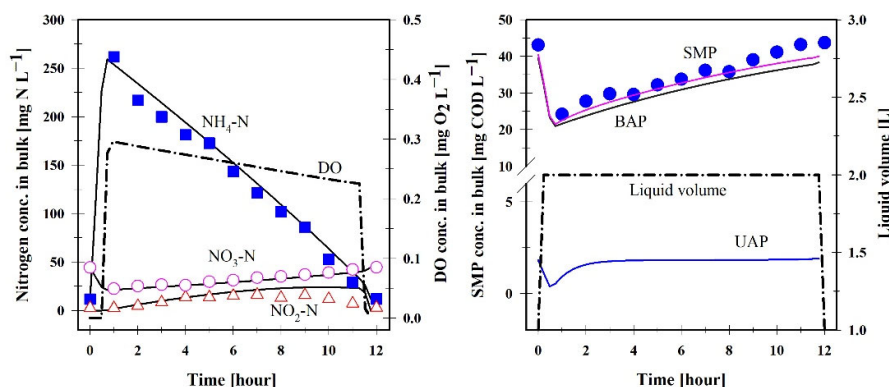 Nitrogen conc. in bulk [mg N L⁻¹]
300
250
200
150
100
50
0
NH₄-N
DO
NO₃-N
NO₂-N
0.5
0.4
0.3
0.2
0.1
0.0
DO conc. in bulk [mg O₂ L⁻¹]
0 2 4 6 8 10 12
Time [hour]
SMP conc. in bulk [mg COD L⁻¹]
50
40
30
20
10
5
0
SMP
BAP
Liquid volume
UAP
3.0
2.5
2.0
1.5
1.0
Liquid volume [L]
0 2 4 6 8 10 12
Time [hour]